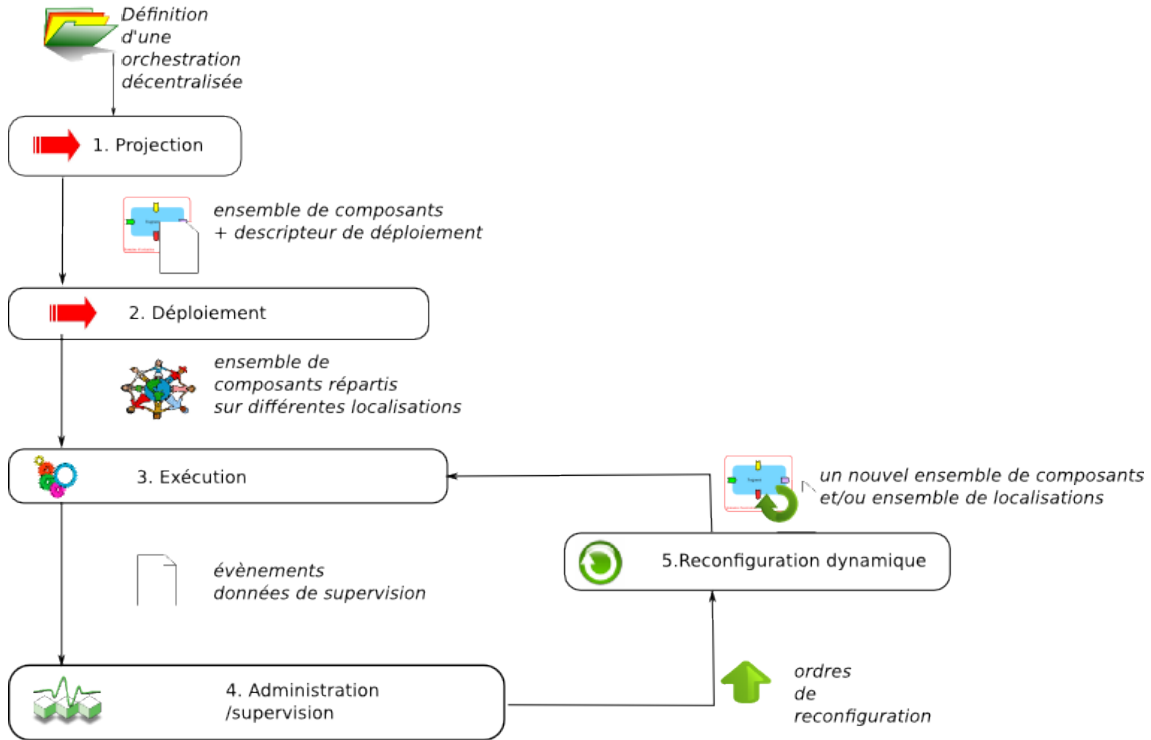 Définition
d'une
orchestration
décentralisée
1. Projection
ensemble de composants
+ descripteur de déploiement
2. Déploiement
ensemble de
composants répartis
sur différentes localisations
3. Exécution
un nouvel ensemble de composants
et/ou ensemble de localisations
5.Reconfiguration dynamique
évènements
données de supervision
4. Administration
/supervision
ordres
de
reconfiguration